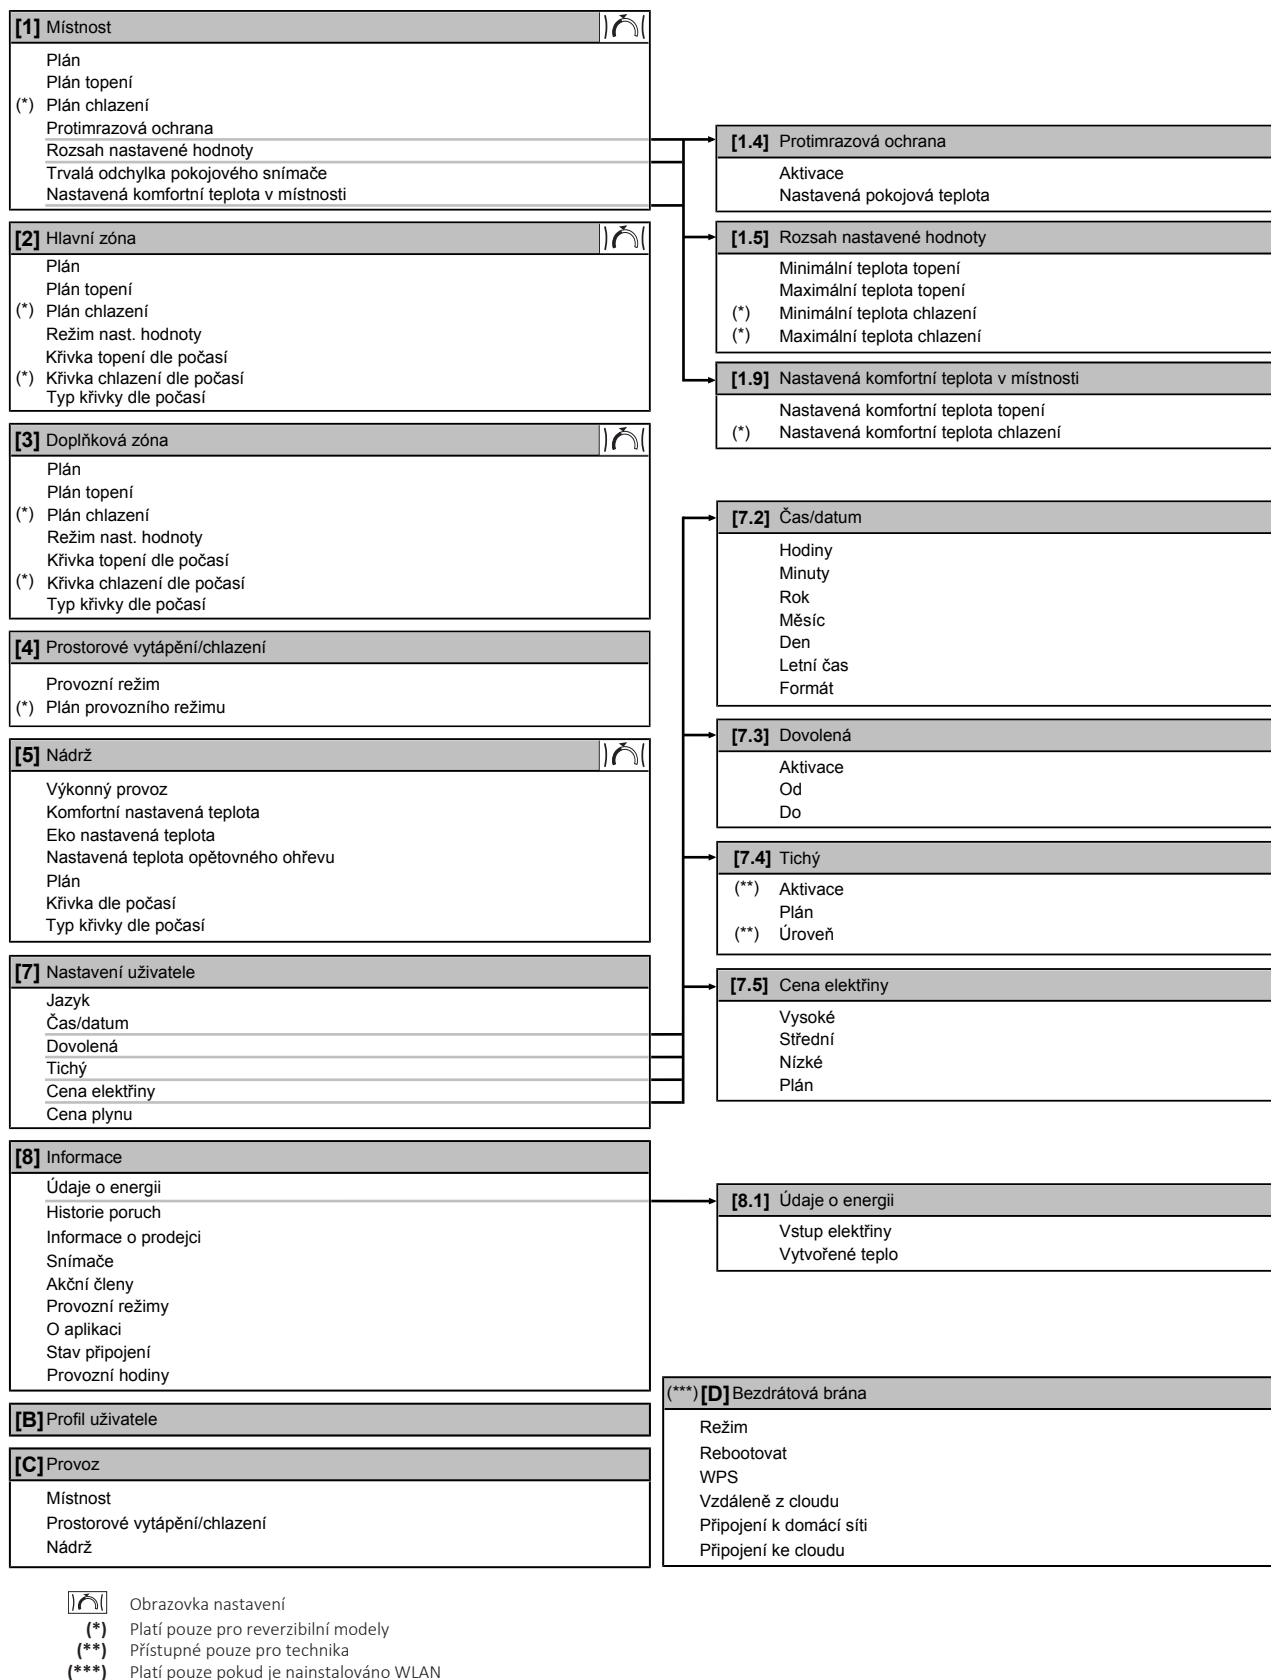 [1] Místnost
Plán
Plán topení
(*) Plán chlazení
Protimrazová ochrana
Rozsah nastavené hodnoty
Trvalá odchylka pokojového snímače
Nastavená komfortní teplota v místnosti
[2] Hlavní zóna
Plán
Plán topení
(*) Plán chlazení
Režim nast. hodnoty
Křivka topení dle počasí
(*) Křivka chlazení dle počasí
Typ křivky dle počasí
[3] Doplňková zóna
Plán
Plán topení
(*) Plán chlazení
Režim nast. hodnoty
Křivka topení dle počasí
(*) Křivka chlazení dle počasí
Typ křivky dle počasí
[4] Prostorové vytápění/chlazení
Provozní režim
(*) Plán provozního režimu
[5] Nádrž
Výkonný provoz
Komfortní nastavená teplota
Eko nastavená teplota
Nastavená teplota opětovného ohřevu
Plán
Křivka dle počasí
Typ křivky dle počasí
[7] Nastavení uživatele
Jazyk
Čas/datum
Dovolená
Tichý
Cena elektřiny
Cena plynu
[8] Informace
Údaje o energii
Historie poruch
Informace o prodejci
Snímače
Akční členy
Provozní režimy
O aplikaci
Stav připojení
Provozní hodiny
[B] Profil uživatele
[C] Provoz
Místnost
Prostorové vytápění/chlazení
Nádrž
[1.4] Protimrazová ochrana
Aktivace
Nastavená pokojová teplota
[1.5] Rozsah nastavené hodnoty
Minimální teplota topení
Maximální teplota topení
(*) Minimální teplota chlazení
(*) Maximální teplota chlazení
[1.9] Nastavená komfortní teplota v místnosti
Nastavená komfortní teplota topení
(*) Nastavená komfortní teplota chlazení
[7.2] Čas/datum
Hodiny
Minuty
Rok
Měsíc
Den
Letní čas
Formát
[7.3] Dovolená
Aktivace
Od
Do
[7.4] Tichý
(**) Aktivace
Plán
(**) Úroveň
[7.5] Cena elektřiny
Vysoké
Střední
Nízké
Plán
[8.1] Údaje o energii
Vstup elektřiny
Vytvořené teplo
(***) [D] Bezdrátová brána
Režim
Rebootovat
WPS
Vzdáleně z cloudu
Připojení k domácí síti
Připojení ke cloudu
Obrazovka nastavení
(*) Platí pouze pro reverzibilní modely
(**) Přístupné pouze pro technika
(***) Platí pouze pokud je nainstalováno WLAN